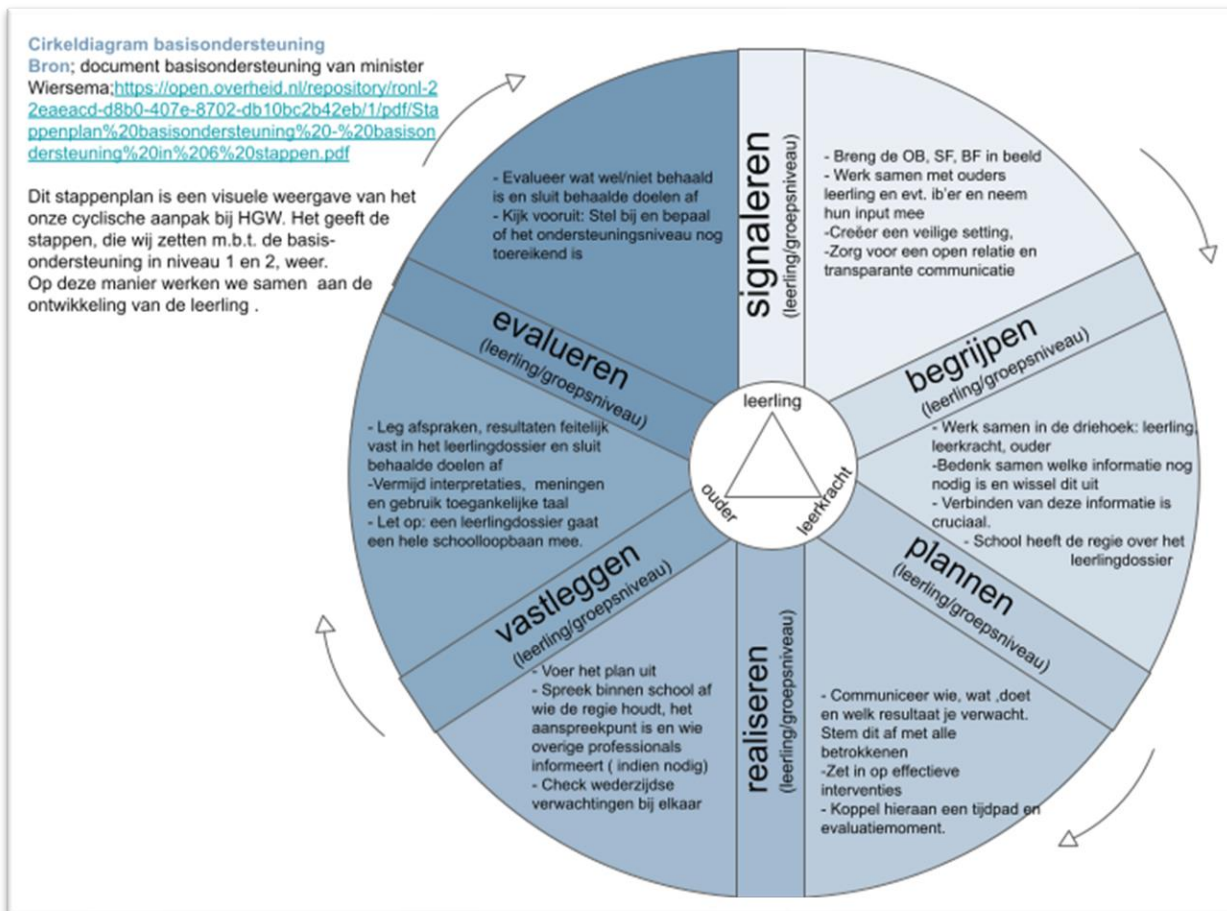 Cirkeldiagram basisondersteuning
Bron; document basisondersteuning van minister
Wiersema;https://open.overheid.nl/repository/ronl-2
2eaeacd-d8b0-407e-8702-db10bc2b42eb/1/pdf/Sta
ppenplan%20basisondersteuning%20-%20basison
dersteuning%20in%206%20stappen.pdf
Dit stappenplan is een visuele weergave van het
onze cyclische aanpak bij HGW. Het geeft de
stappen, die wij zetten m.b.t. de basis-
ondersteuning in niveau 1 en 2, weer.
Op deze manier werken we samen aan de
ontwikkeling van de leerling .
signaleren
(leerling/groepsniveau)
- Breng de OB, SF, BF in beeld
- Werk samen met ouders
leerling en evt. ib'er en neem
hun input mee
-Creëer een veilige setting,
-Zorg voor een open relatie en
transparante communicatie
begrijpen
(leerling/groepsniveau)
- Werk samen in de driehoek: leerling,
leerkracht, ouder
-Bedenk samen welke informatie nog
nodig is en wissel dit uit
- Verbinden van deze informatie is
cruciaal.
- School heeft de regie over het
leerlingdossier
plannen
(leerling/groepsniveau)
- Communiceer wie, wat ,doet
en welk resultaat je verwacht.
Stem dit af met alle
betrokkenen
-Zet in op effectieve
interventies
- Koppel hieraan een tijdpad en
evaluatiemoment.
realiseren
(leerling/groepsniveau)
- Voer het plan uit
- Spreek binnen school af
wie de regie houdt, het
aanspreekpunt is en wie
overige professionals
informeert ( indien nodig)
- Check wederzijdse
verwachtingen bij elkaar
vastleggen
(leerling/groepsniveau)
- Leg afspraken, resultaten feitelijk
vast in het leerlingdossier en sluit
behaalde doelen af
-Vermijd interpretaties, meningen
en gebruik toegankelijke taal
- Let op: een leerlingdossier gaat
een hele schoolloopbaan mee.
evalueren
(leerling/groepsniveau)
- Evalueer wat wel/niet behaald
is en sluit behaalde doelen af
- Kijk vooruit: Stel bij en bepaal
of het ondersteuningsniveau nog
toereikend is
leerling
ouder
leerkracht